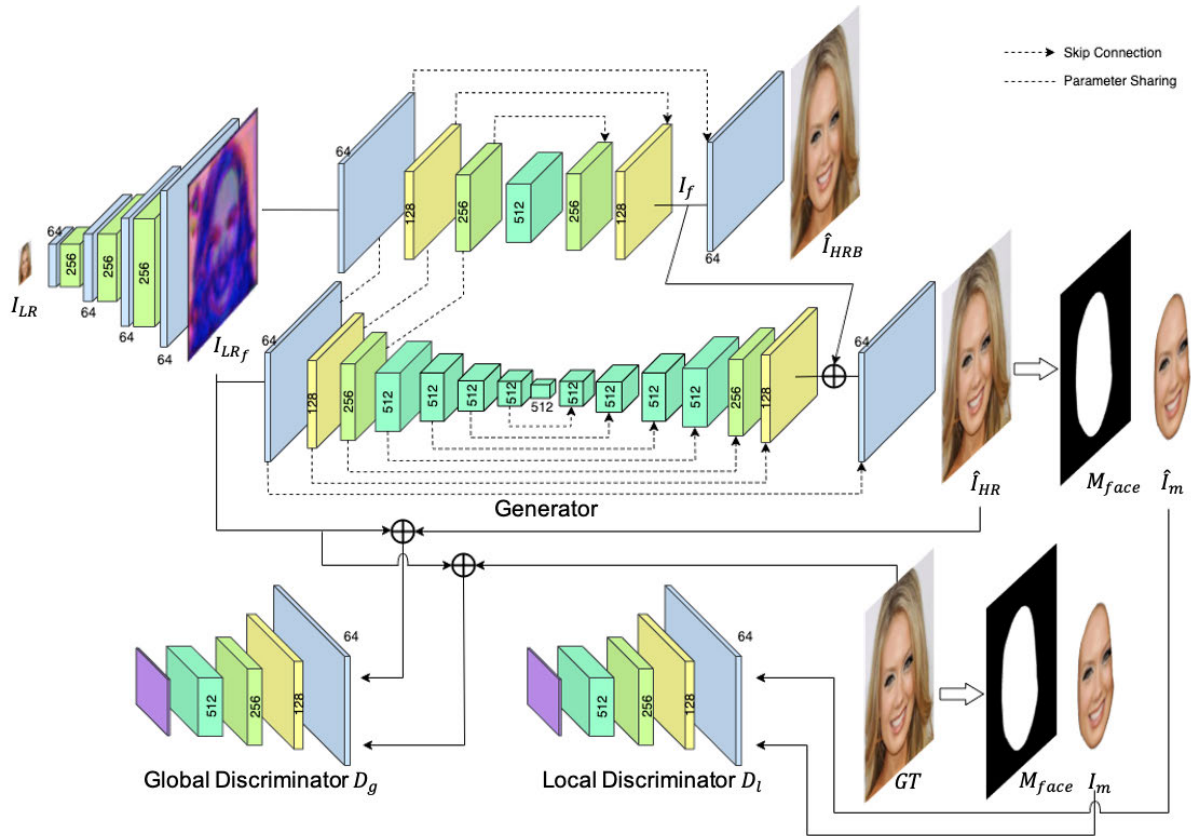 Skip Connection
Parameter Sharing
64
64
128
256
512
256
128
I_f
64
Î_HRB
64
256
256
256
64
64
64
I_LR
I_LR_f
64
128
256
512
512
512
512
512
512
512
512
512
256
128
64
Î_HR
M_face
Î_m
Generator
512
256
128
64
512
256
128
64
Global Discriminator D_g
Local Discriminator D_l
GT
M_face
I_m